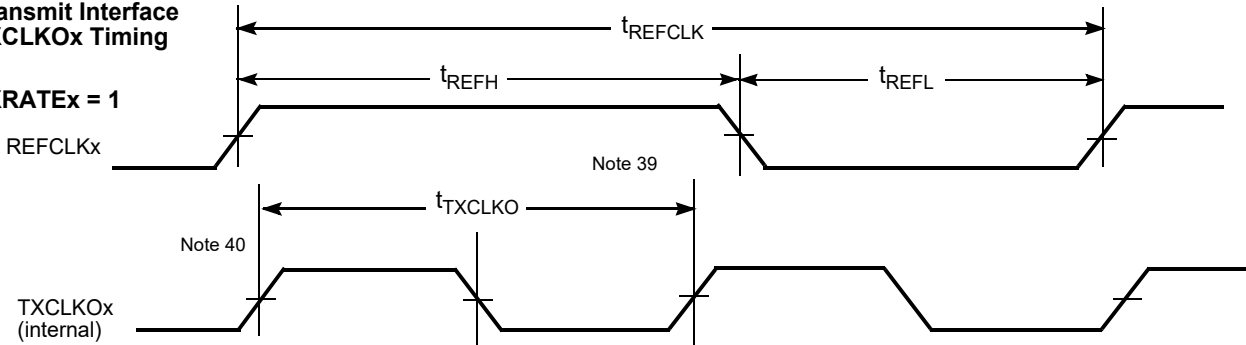 ansmit Interface
CLKOx Timing
RATEx = 1
tREFCLK
tREFH
tREFL
REFCLKx
Note 39
tTXCLKO
Note 40
TXCLKOx
(internal)